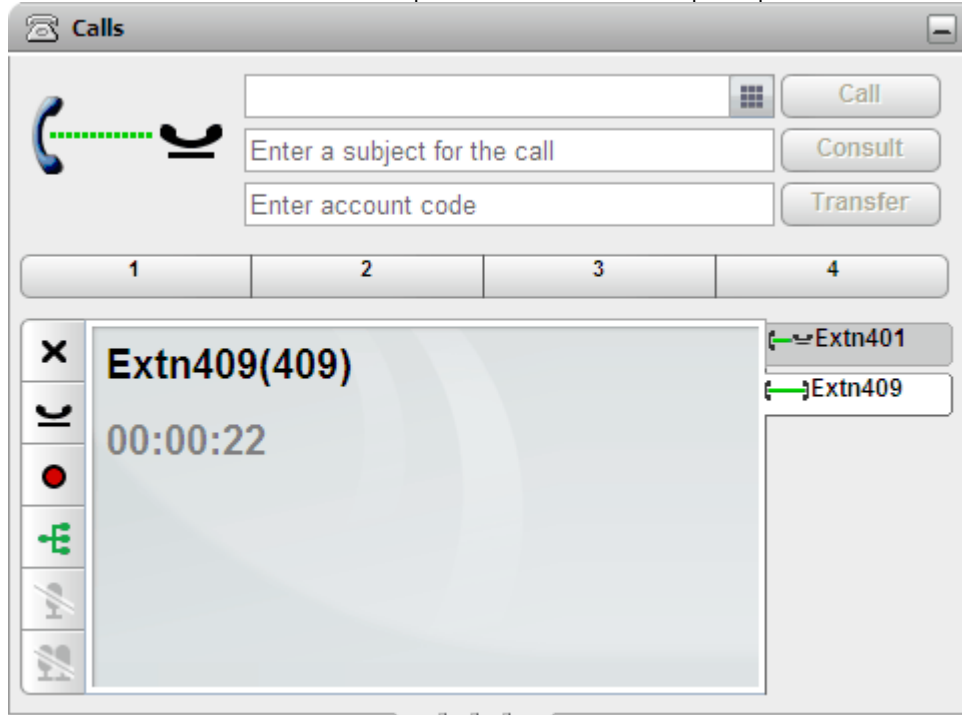 Calls
Call
Enter a subject for the call
Consult
Enter account code
Transfer
1 2 3 4
Extn401
Extn409(409)
Extn409
00:00:22